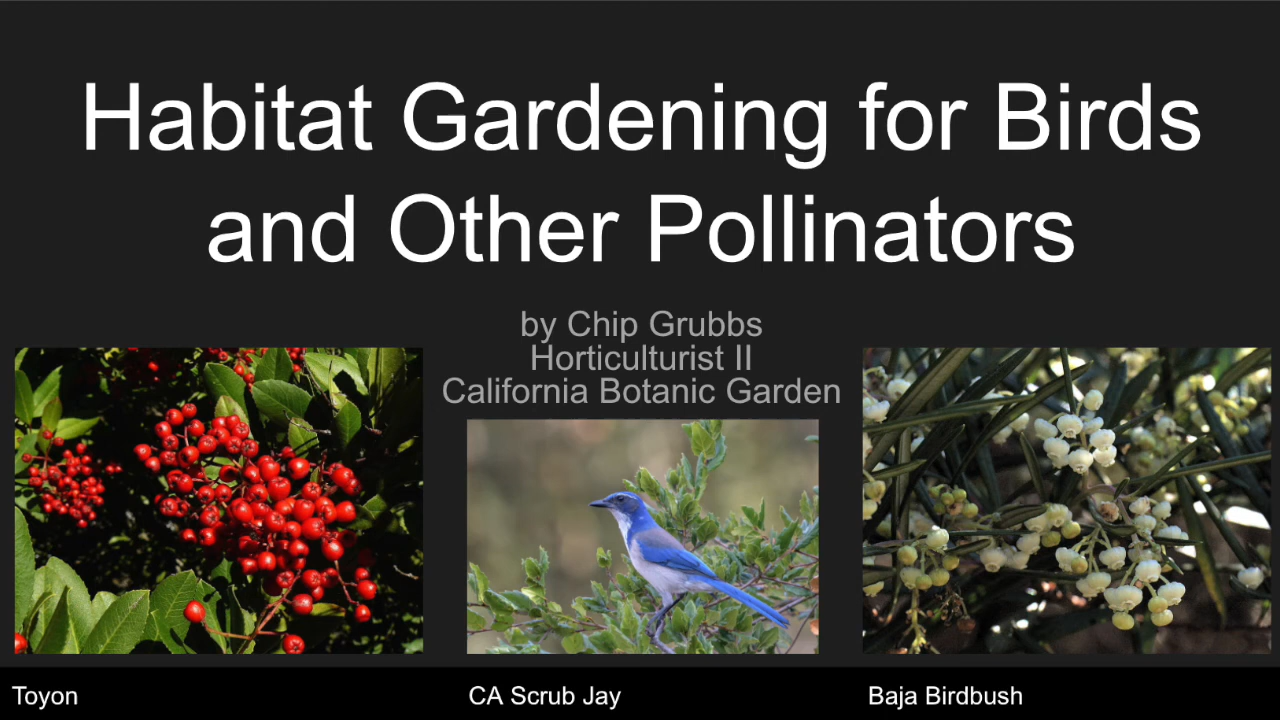 Habitat Gardening for Birds
and Other Pollinators
by Chip Grubbs
Horticulturist II
California Botanic Garden
Toyon
CA Scrub Jay
Baja Birdbush